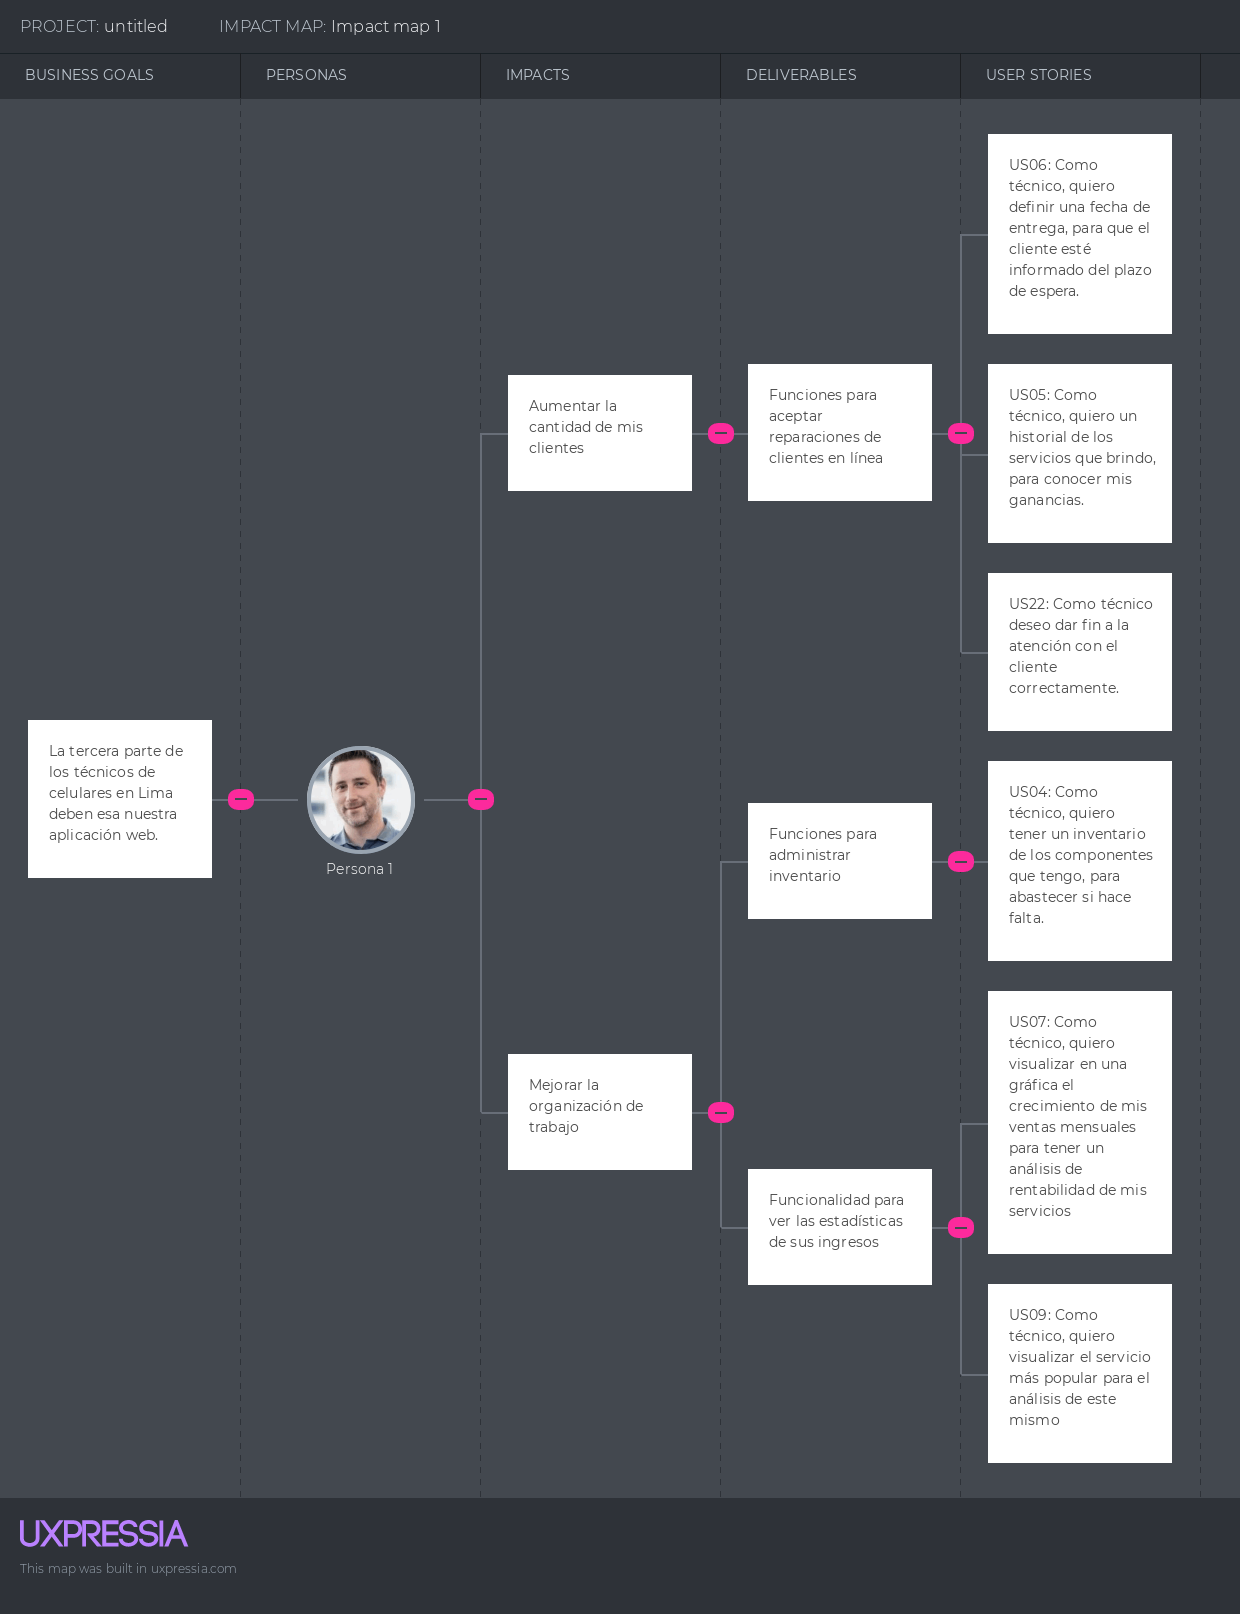 PROJECT: untitled
IMPACT MAP: Impact map 1
BUSINESS GOALS
PERSONAS
IMPACTS
DELIVERABLES
USER STORIES
La tercera parte de
los técnicos de
celulares en Lima
deben esa nuestra
aplicación web.
Persona 1
Aumentar la
cantidad de mis
clientes
Funciones para
aceptar
reparaciones de
clientes en línea
US06: Como
técnico, quiero
definir una fecha de
entrega, para que el
cliente esté
informado del plazo
de espera.
US05: Como
técnico, quiero un
historial de los
servicios que brindo,
para conocer mis
ganancias.
US22: Como técnico
deseo dar fin a la
atención con el
cliente
correctamente.
Mejorar la
organización de
trabajo
Funciones para
administrar
inventario
US04: Como
técnico, quiero
tener un inventario
de los componentes
que tengo, para
abastecer si hace
falta.
Funcionalidad para
ver las estadísticas
de sus ingresos
US07: Como
técnico, quiero
visualizar en una
gráfica el
crecimiento de mis
ventas mensuales
para tener un
análisis de
rentabilidad de mis
servicios
US09: Como
técnico, quiero
visualizar el servicio
más popular para el
análisis de este
mismo
UXPRESSIA
This map was built in uxpressia.com